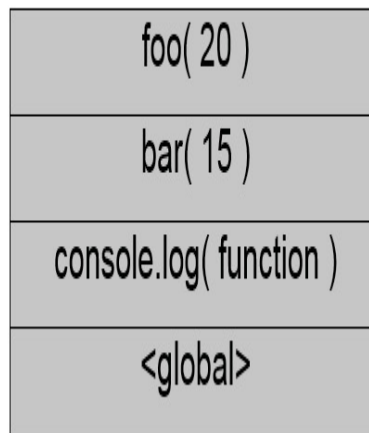 foo( 20 )
bar( 15 )
console.log( function )
<global>